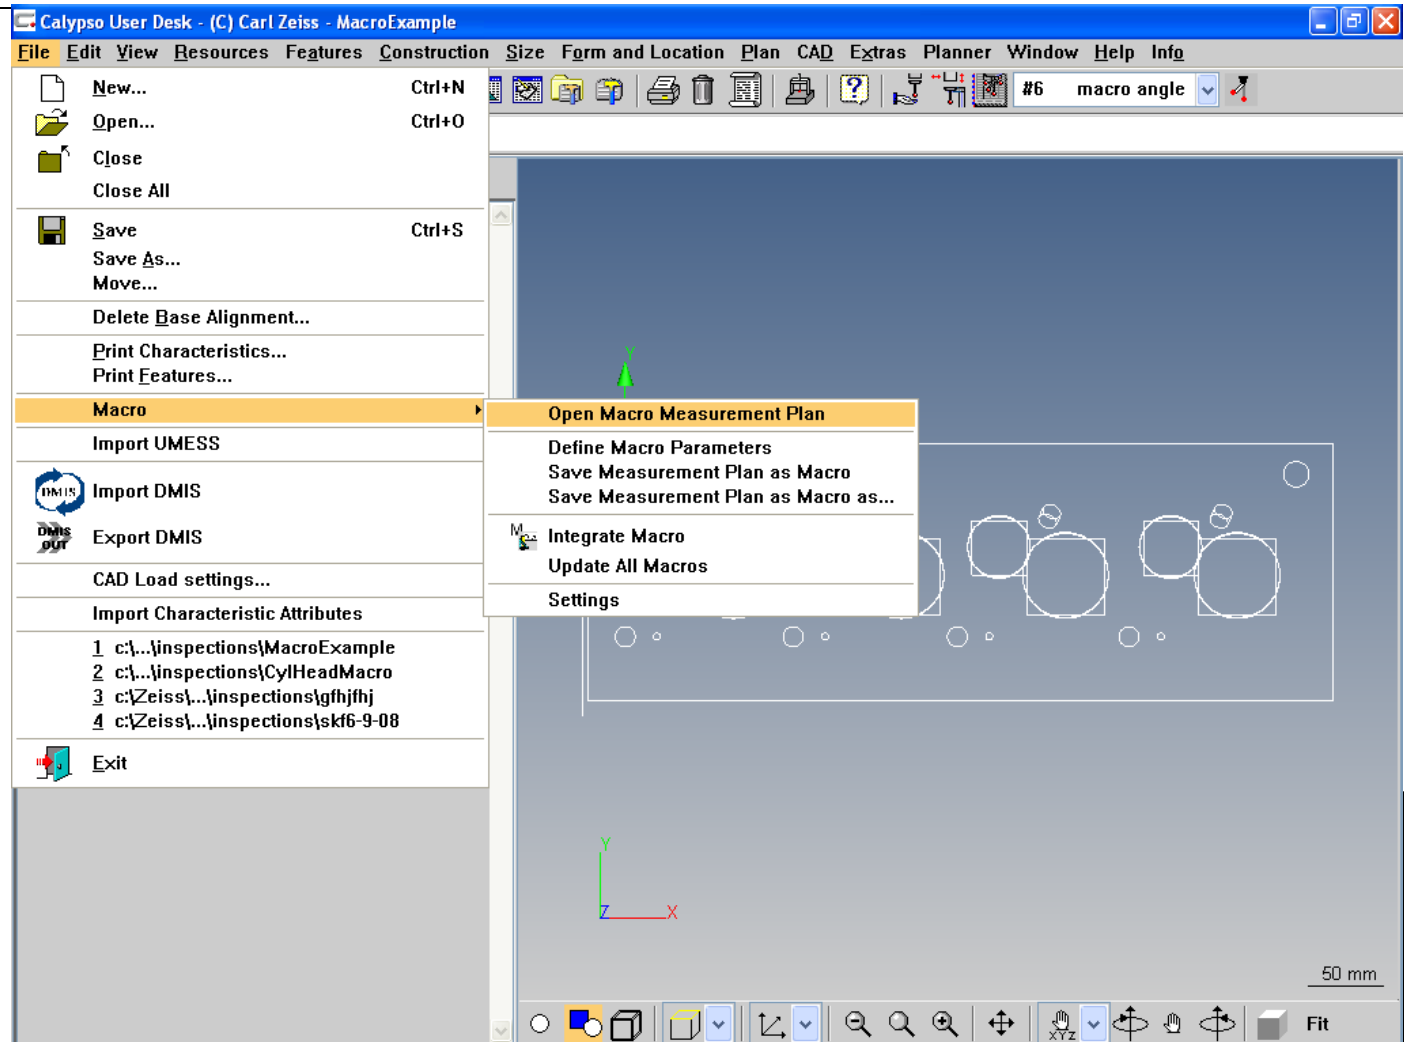 Calypso User Desk - (C) Carl Zeiss - MacroExample
File Edit View Resources Features Construction Size Form and Location Plan CAD Extras Planner Window Help Info
New... Ctrl+N
#6 macro angle
Open... Ctrl+O
Close
Close All
Save Ctrl+S
Save As...
Move...
Delete Base Alignment...
Print Characteristics...
Print Features...
Macro
Import UMESS
DMIS Import DMIS
DMIS OUT Export DMIS
CAD Load settings...
Import Characteristic Attributes
1 c:\...\inspections\MacroExample
2 c:\...\inspections\CylHeadMacro
3 c:\Zeiss\...\inspections\gfhjfhj
4 c:\Zeiss\...\inspections\skf6-9-08
Exit
Open Macro Measurement Plan
Define Macro Parameters
Save Measurement Plan as Macro
Save Measurement Plan as Macro as...
M Integrate Macro
Update All Macros
Settings
Y
Y
Z X
50 mm
XYZ
Fit